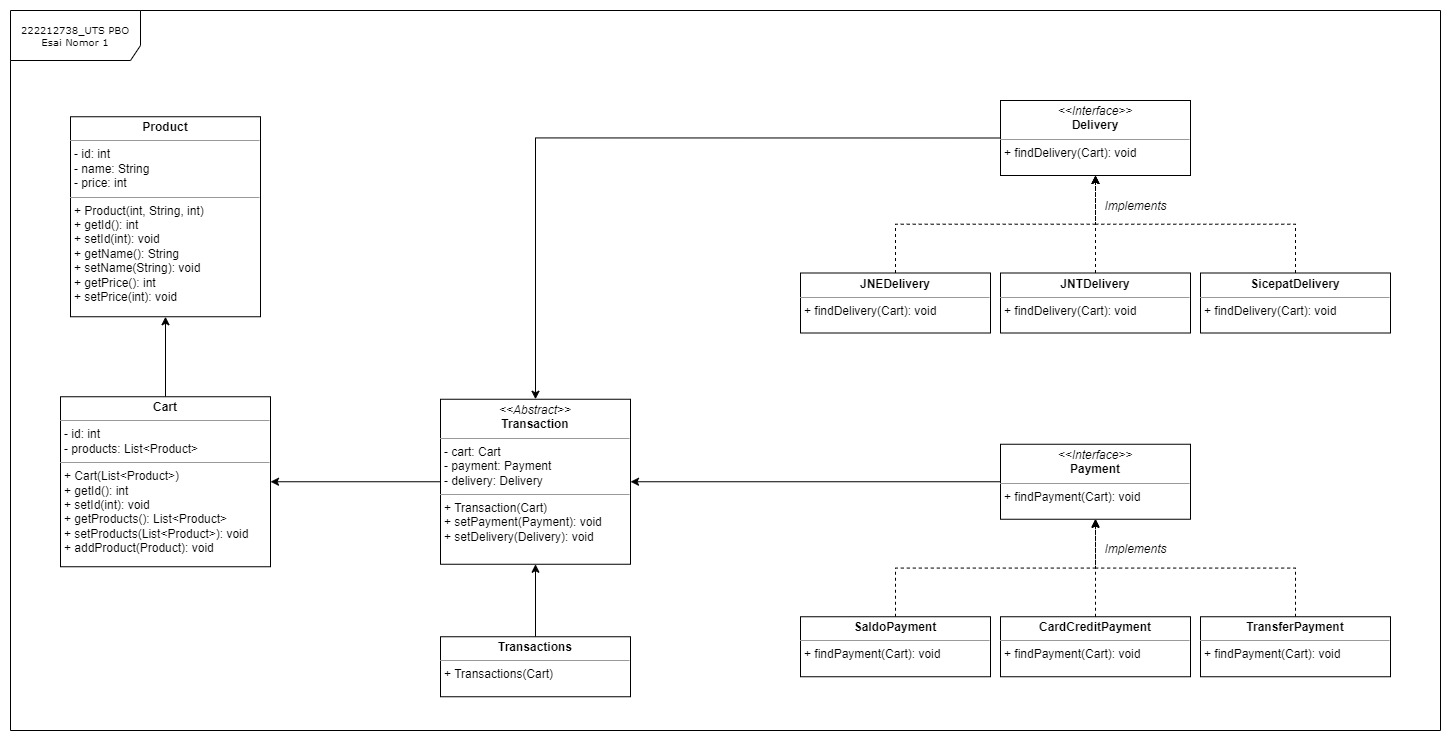 222212738_UTS PBO
Esai Nomor 1
Product
- id: int
- name: String
- price: int
+ Product(int, String, int)
+ getId(): int
+ setId(int): void
+ getName(): String
+ setName(String): void
+ getPrice(): int
+ setPrice(int): void
Cart
- id: int
- products: List<Product>
+ Cart(List<Product>)
+ getId(): int
+ setId(int): void
+ getProducts(): List<Product>
+ setProducts(List<Product>): void
+ addProduct(Product): void
<<Abstract>>
Transaction
- cart: Cart
- payment: Payment
- delivery: Delivery
+ Transaction(Cart)
+ setPayment(Payment): void
+ setDelivery(Delivery): void
Transactions
+ Transactions(Cart)
<<Interface>>
Delivery
+ findDelivery(Cart): void
Implements
JNEDelivery
+ findDelivery(Cart): void
JNTDelivery
+ findDelivery(Cart): void
SicepatDelivery
+ findDelivery(Cart): void
<<Interface>>
Payment
+ findPayment(Cart): void
Implements
SaldoPayment
+ findPayment(Cart): void
CardCreditPayment
+ findPayment(Cart): void
TransferPayment
+ findPayment(Cart): void